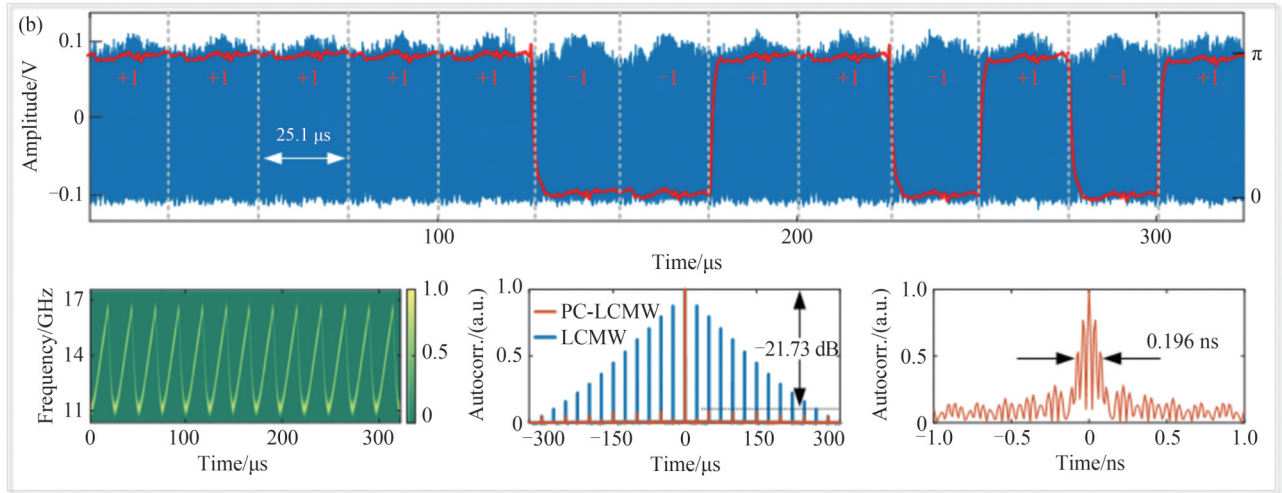 (b)
Amplitude/V
0.1
0
−0.1
π
0
+1 +1 +1 +1 +1 −1 −1 +1 +1 −1 +1 −1 +1
25.1 μs
100 200 300
Time/μs
Frequency/GHz
17
14
11
0 100 200 300
Time/μs
1.0
0.5
0
Autocorr./(a.u.)
1.0
0.5
0
PC-LCMW
LCMW
−21.73 dB
−300 −150 0 150 300
Time/μs
Autocorr./(a.u.)
1.0
0.5
0
0.196 ns
−1.0 −0.5 0 0.5 1.0
Time/ns